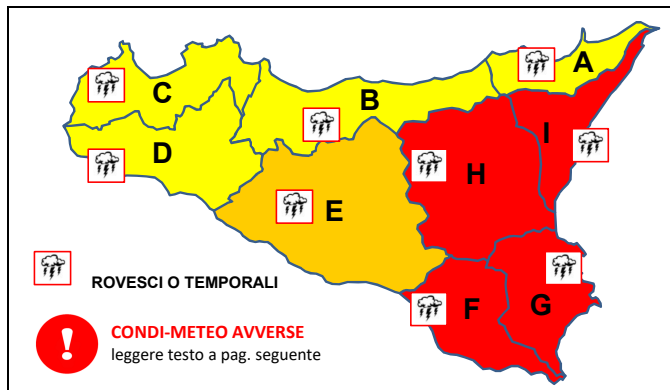 A
C
B
I
D
H
E
ROVESCI O TEMPORALI
F
G
!
CONDI-METEO AVVERSE
leggere testo a pag. seguente